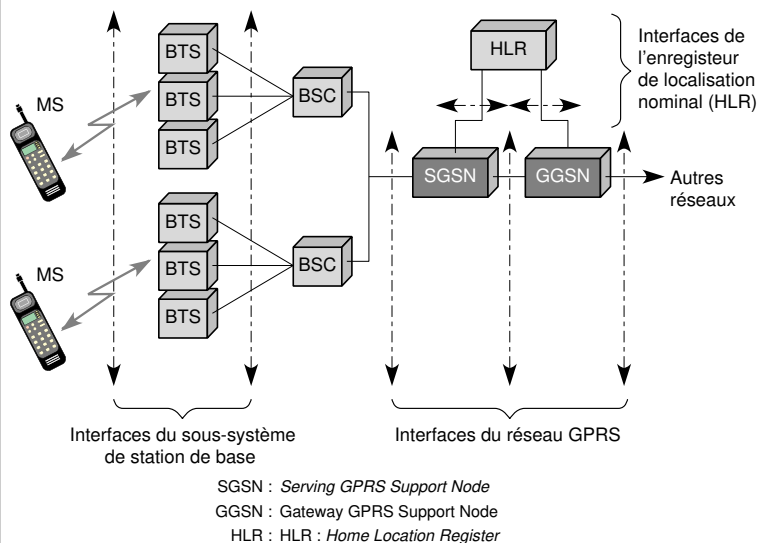 MS
BTS
BTS
BTS
BSC
HLR
Interfaces de
l'enregisteur
de localisation
nominal (HLR)
SGSN
GGSN
Autres
réseaux
MS
BTS
BTS
BTS
BSC
Interfaces du sous-système
de station de base
Interfaces du réseau GPRS
SGSN : Serving GPRS Support Node
GGSN : Gateway GPRS Support Node
HLR : HLR : Home Location Register